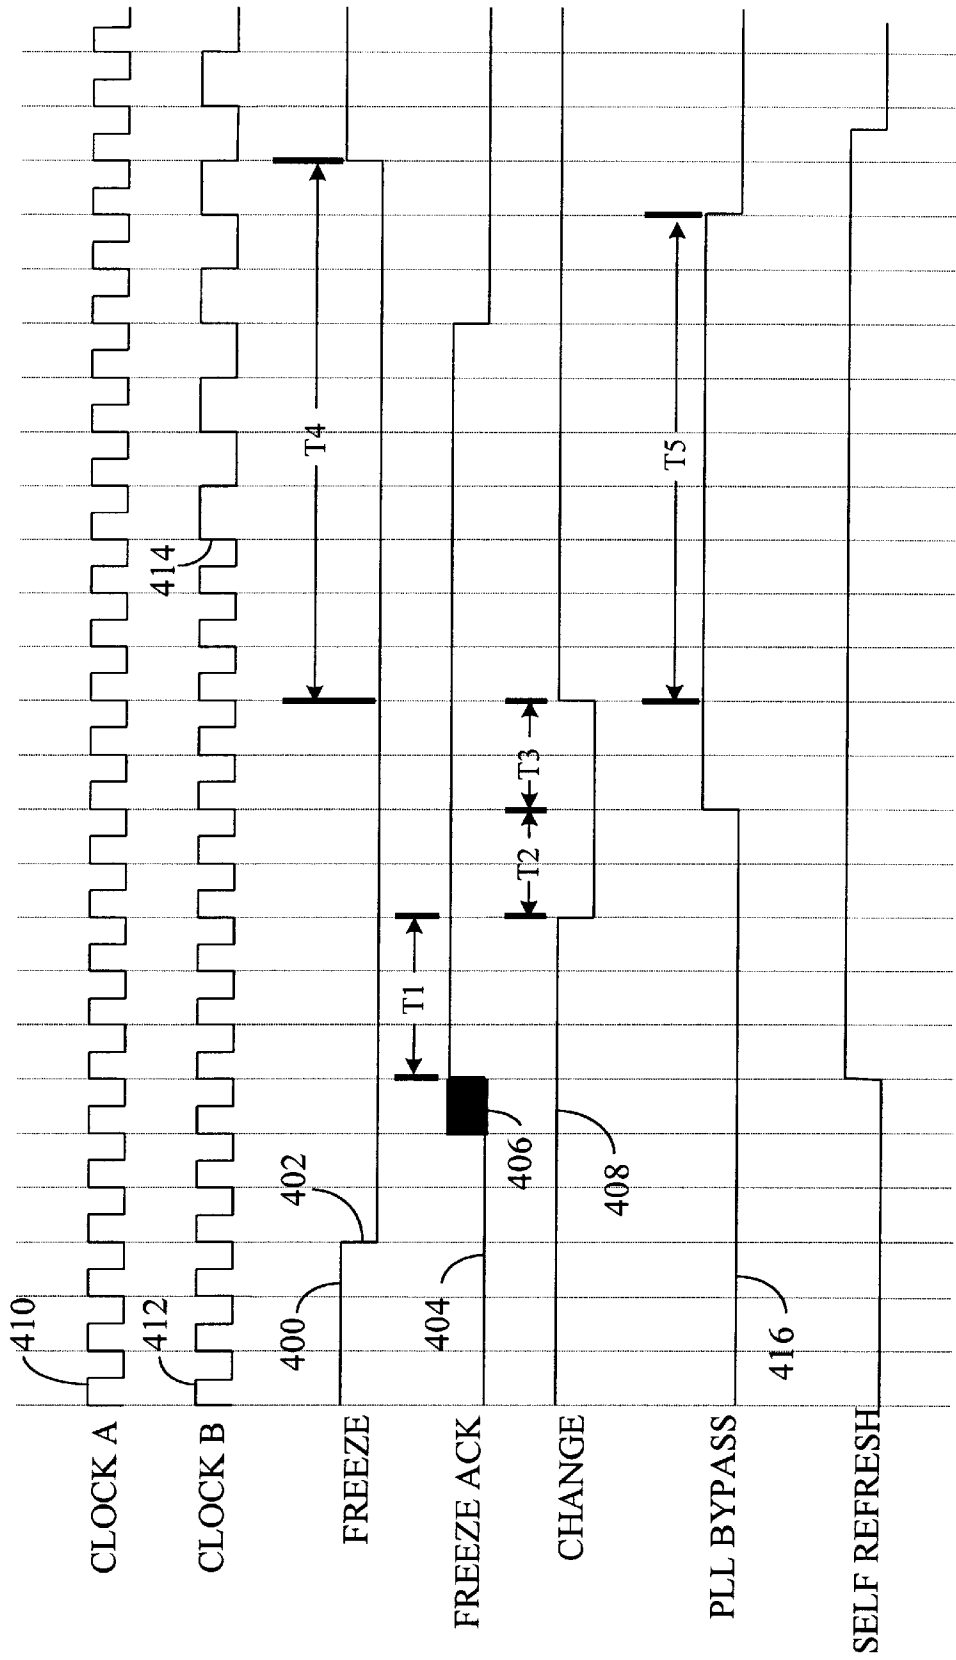 CLOCK A
410
CLOCK B
412
414
FREEZE
400
402
T4
FREEZE ACK
404
406
T1
CHANGE
408
T2
T3
PLL BYPASS
416
T5
SELF REFRESH